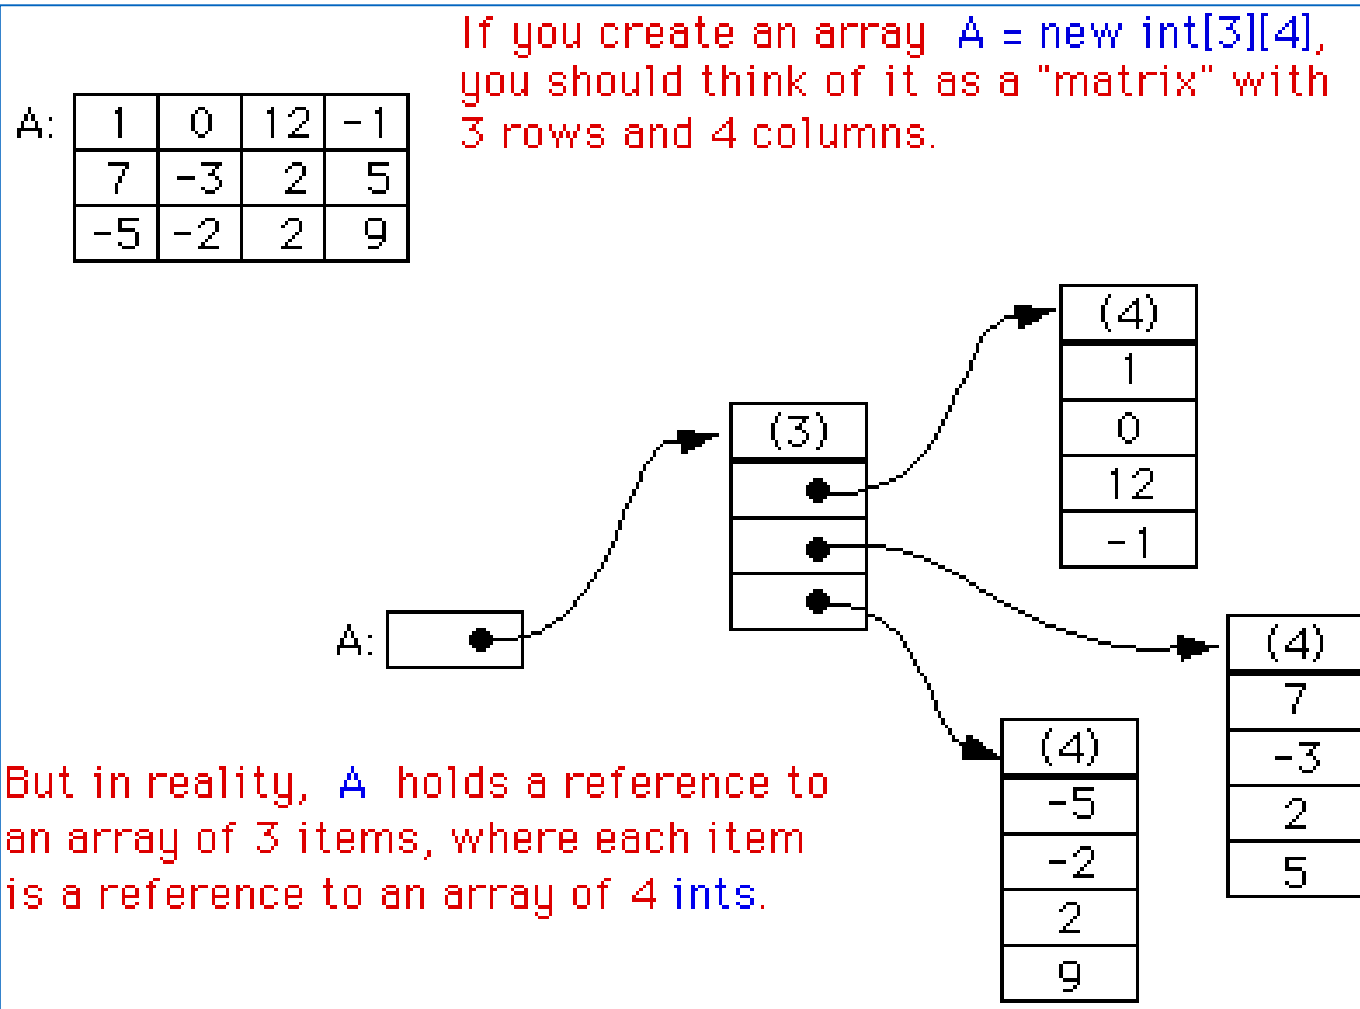 If you create an array A = new int[3][4],
you should think of it as a "matrix" with
3 rows and 4 columns.
A:
1 0 12 -1
7 -3 2 5
-5 -2 2 9
(4)
1
0
12
-1
(3)
A:
(4)
7
-3
2
5
(4)
-5
-2
2
9
But in reality, A holds a reference to
an array of 3 items, where each item
is a reference to an array of 4 ints.